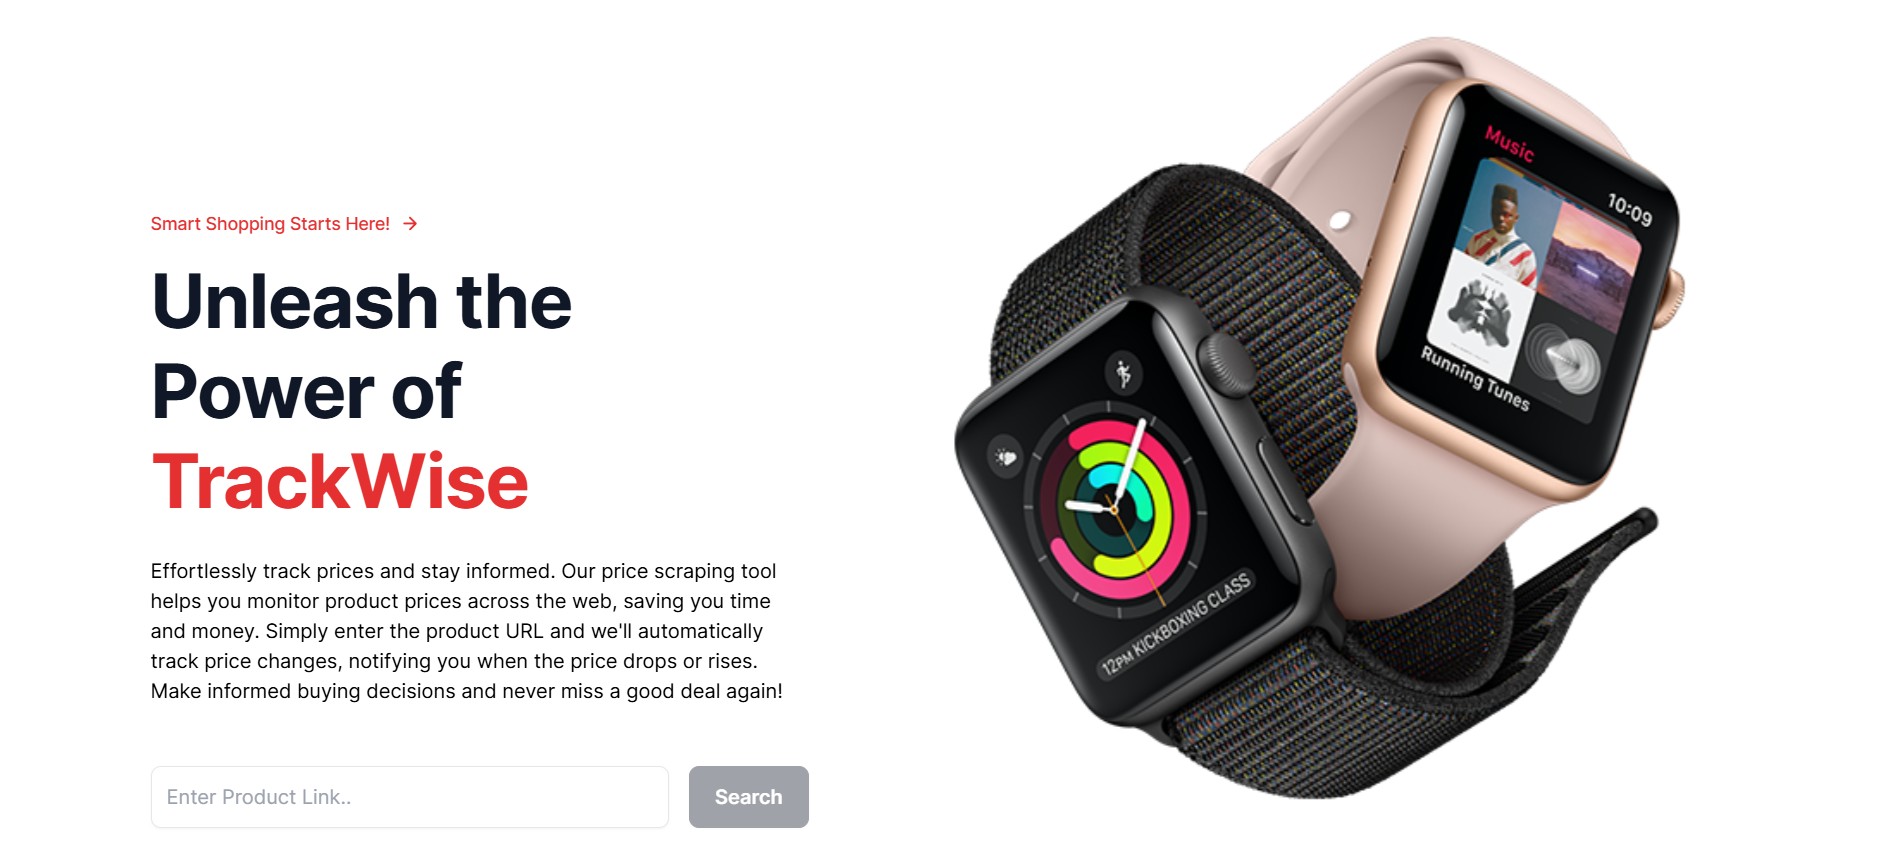 Smart Shopping Starts Here! →
Unleash the
Power of
TrackWise
Effortlessly track prices and stay informed. Our price scraping tool
helps you monitor product prices across the web, saving you time
and money. Simply enter the product URL and we'll automatically
track price changes, notifying you when the price drops or rises.
Make informed buying decisions and never miss a good deal again!
Enter Product Link..
Search
Music
10:09
Running Tunes
12PM KICKBOXING CLASS